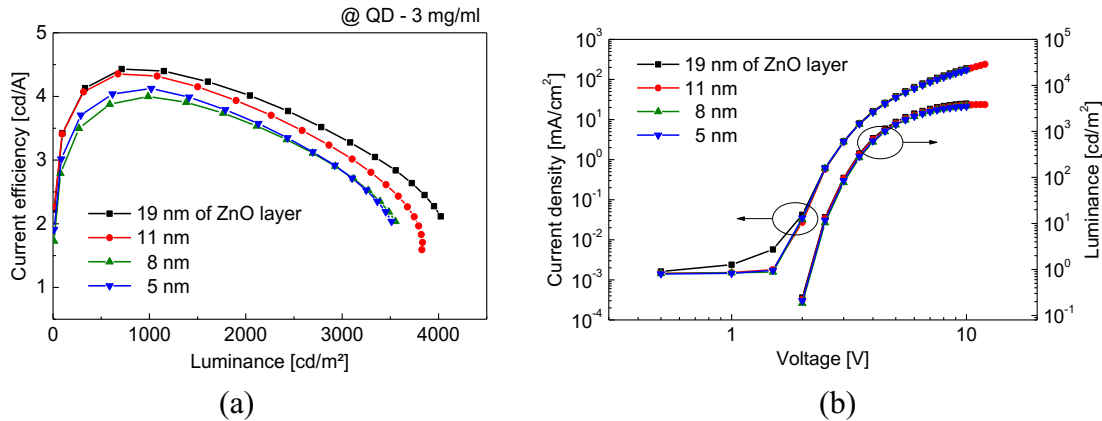 @ QD - 3 mg/ml
5
4
3
2
1
0 1000 2000 3000 4000
Current efficiency [cd/A]
Luminance [cd/m²]
19 nm of ZnO layer
11 nm
8 nm
5 nm
(a)
10³
10²
10¹
10⁰
10⁻¹
10⁻²
10⁻³
10⁻⁴
Current density [mA/cm²]
19 nm of ZnO layer
11 nm
8 nm
5 nm
1 10
Voltage [V]
10⁵
10⁴
10³
10²
10¹
10⁰
10⁻¹
Luminance [cd/m²]
(b)